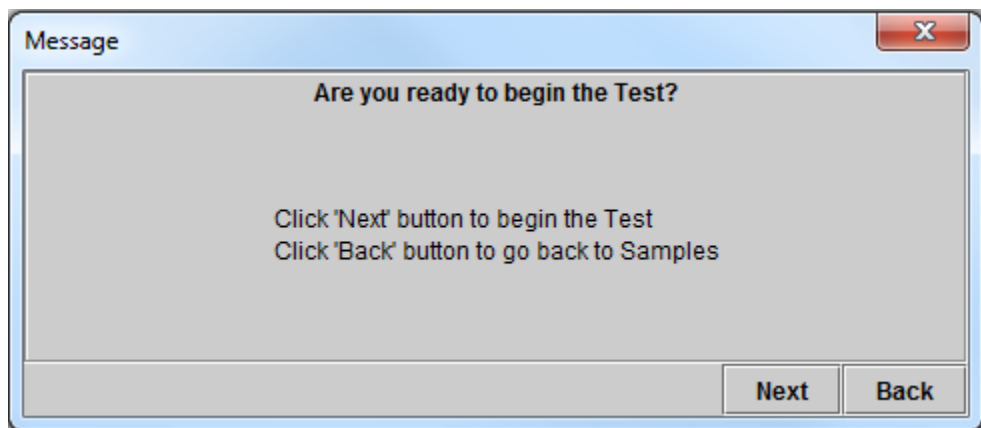 Message
Are you ready to begin the Test?
Click 'Next' button to begin the Test
Click 'Back' button to go back to Samples
Next Back